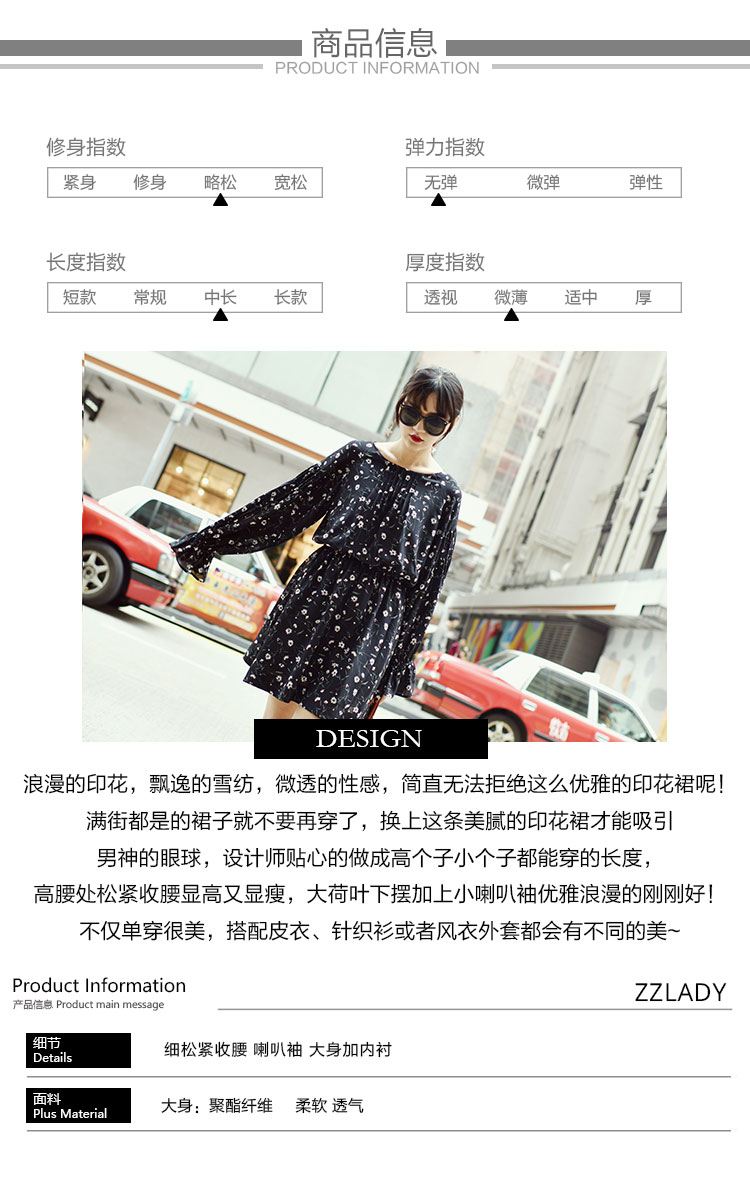 商品信息
PRODUCT INFORMATION
修身指数
紧身 修身 略松 宽松
弹力指数
无弹 微弹 弹性
长度指数
短款 常规 中长 长款
厚度指数
透视 微薄 适中 厚
DESIGN
浪漫的印花，飘逸的雪纺，微透的性感，简直无法拒绝这么优雅的印花裙呢！
满街都是的裙子就不要再穿了，换上这条美腻的印花裙才能吸引
男神的眼球，设计师贴心的做成高个子小个子都能穿的长度，
高腰处松紧收腰显高又显瘦，大荷叶下摆加上小喇叭袖优雅浪漫的刚刚好！
不仅单穿很美，搭配皮衣、针织衫或者风衣外套都会有不同的美~
Product Information
产品信息 Product main message
ZZLADY
细节
Details
细松紧收腰 喇叭袖 大身加内衬
面料
Plus Material
大身：聚酯纤维 柔软 透气